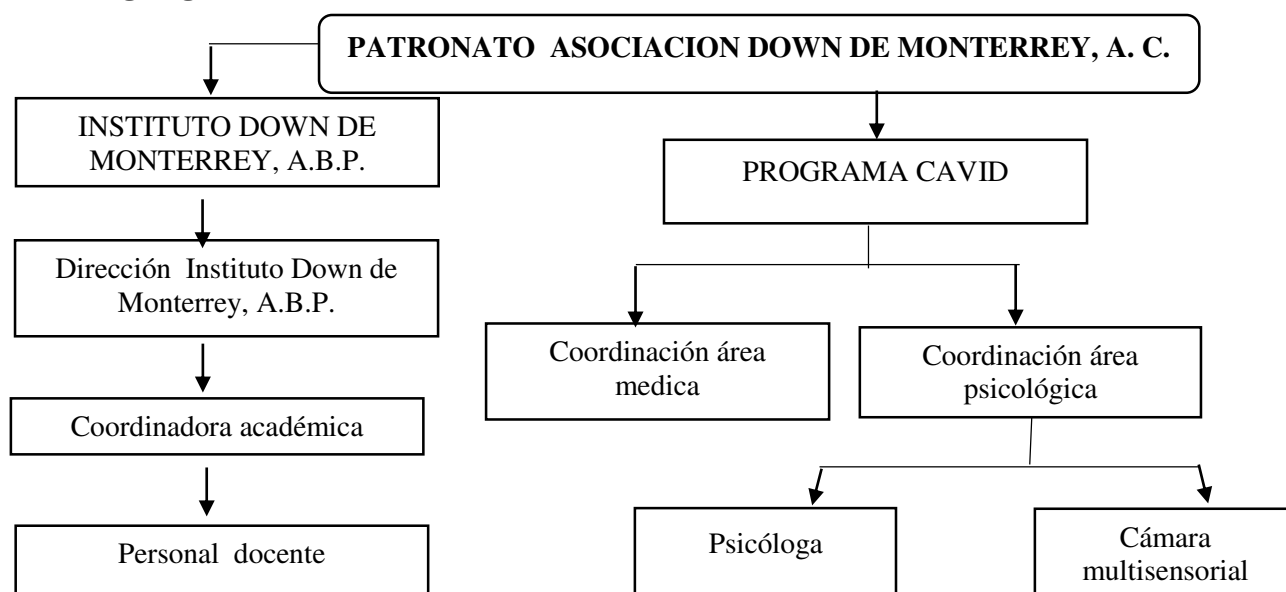 PATRONATO ASOCIACION DOWN DE MONTERREY, A. C.
INSTITUTO DOWN DE
MONTERREY, A.B.P.
PROGRAMA CAVID
Dirección Instituto Down de
Monterrey, A.B.P.
Coordinación área
medica
Coordinación área
psicológica
Coordinadora académica
Personal docente
Psicóloga
Cámara
multisensorial